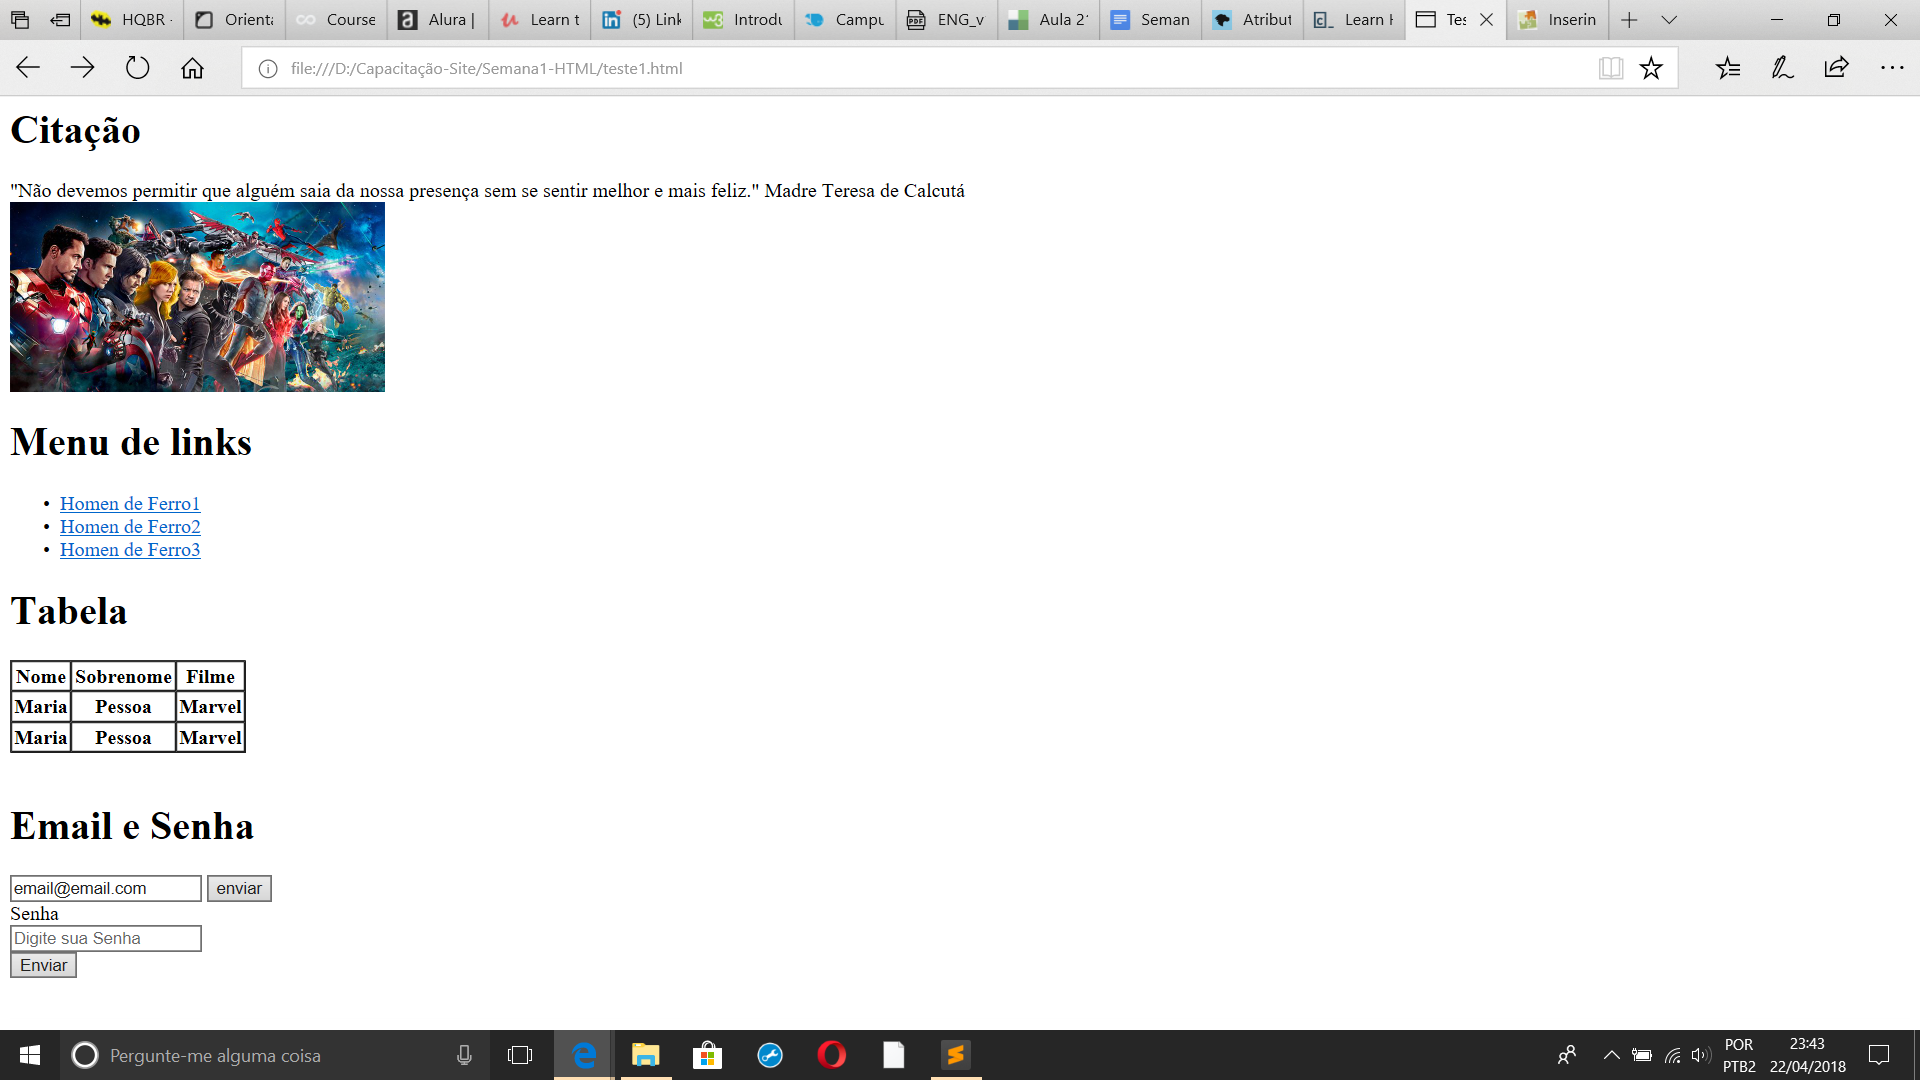 HQBR - Orienta Course Alura | Learn t (5) Link Introdu Campu ENG_v Aula 21 Seman Atribut Learn H Tes Inserin
file:///D:/Capacitação-Site/Semana1-HTML/teste1.html
Citação
"Não devemos permitir que alguém saia da nossa presença sem se sentir melhor e mais feliz." Madre Teresa de Calcutá
Menu de links
• Homen de Ferro1
• Homen de Ferro2
• Homen de Ferro3
Tabela
Nome Sobrenome Filme
Maria Pessoa Marvel
Maria Pessoa Marvel
Email e Senha
email@email.com enviar
Senha
Digite sua Senha
Enviar
Pergunte-me alguma coisa
POR
PTB2
23:43
22/04/2018